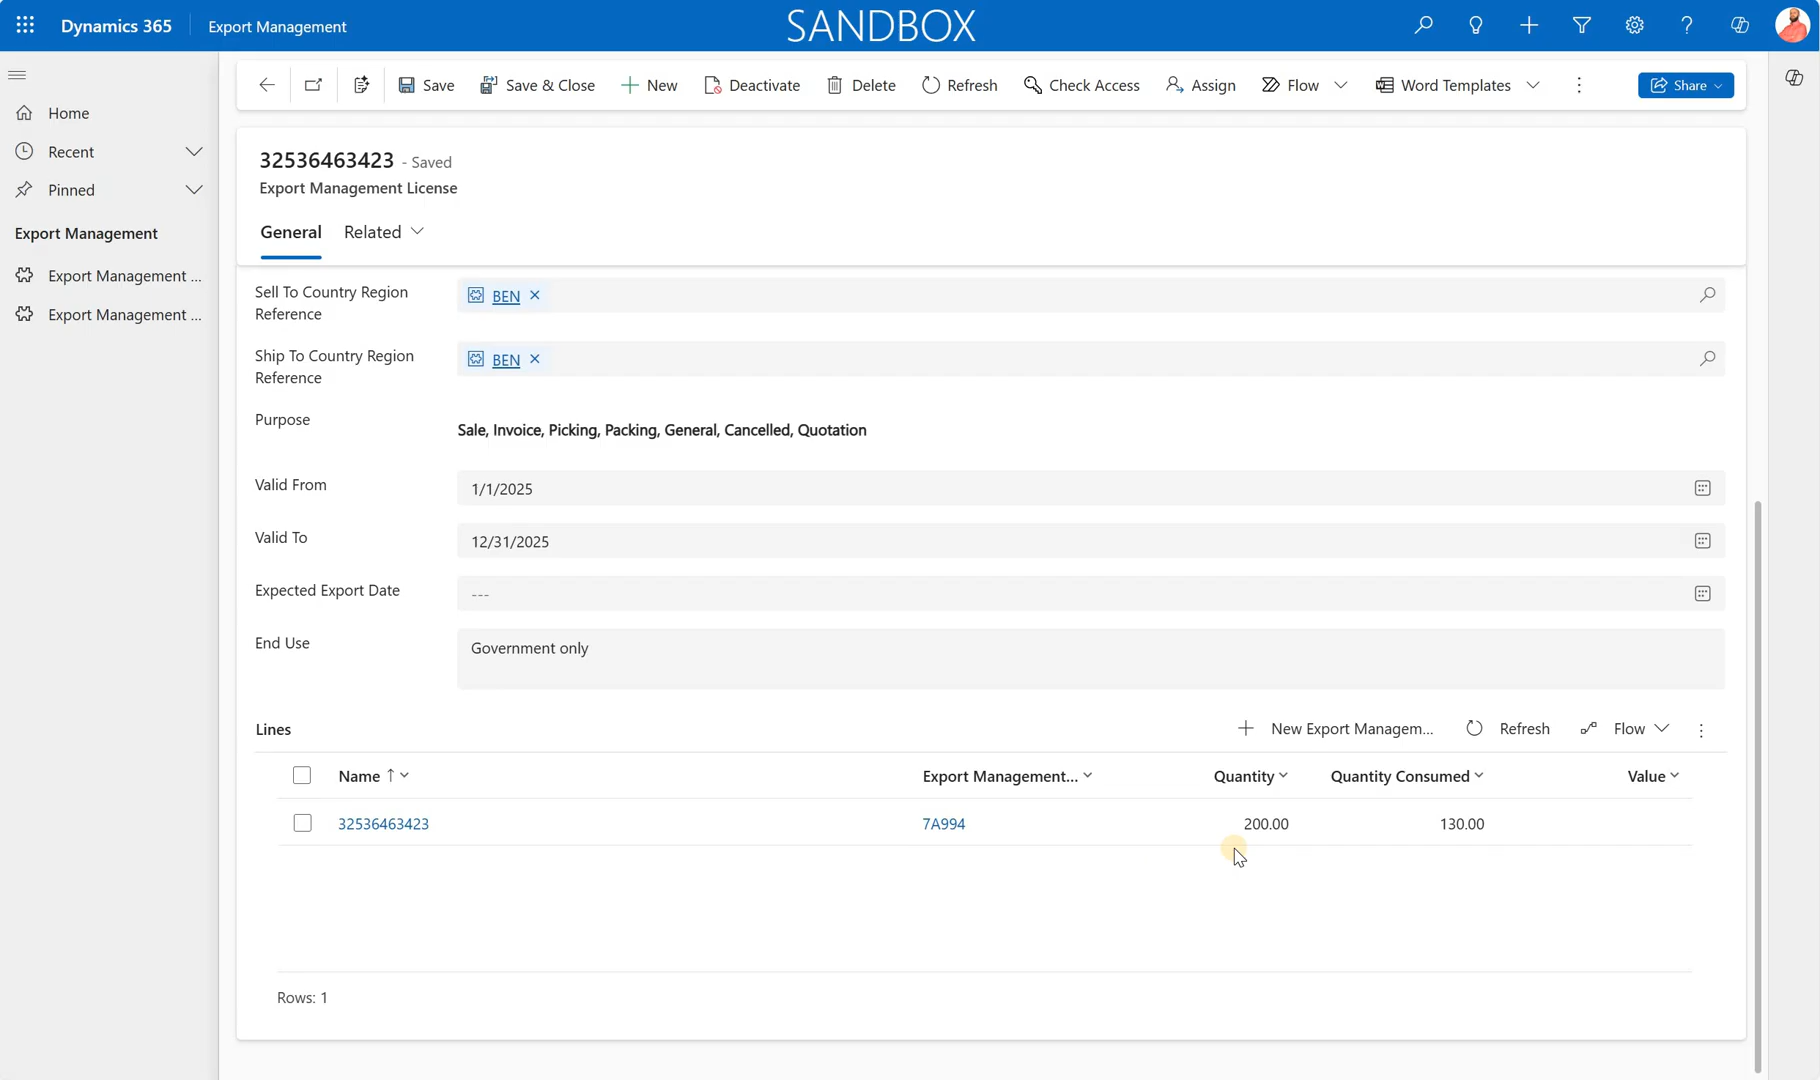 Dynamics 365
Export Management
SANDBOX
Save
Save & Close
New
Deactivate
Delete
Refresh
Check Access
Assign
Flow
Word Templates
Share
Home
Recent
Pinned
Export Management
Export Management ...
Export Management ...
32536463423 - Saved
Export Management License
General
Related
Sell To Country Region
Reference
BEN
Ship To Country Region
Reference
BEN
Purpose
Sale, Invoice, Picking, Packing, General, Cancelled, Quotation
Valid From
1/1/2025
Valid To
12/31/2025
Expected Export Date
---
End Use
Government only
Lines
New Export Managem...
Refresh
Flow
Name
Export Management...
Quantity
Quantity Consumed
Value
32536463423
7A994
200.00
130.00
Rows: 1